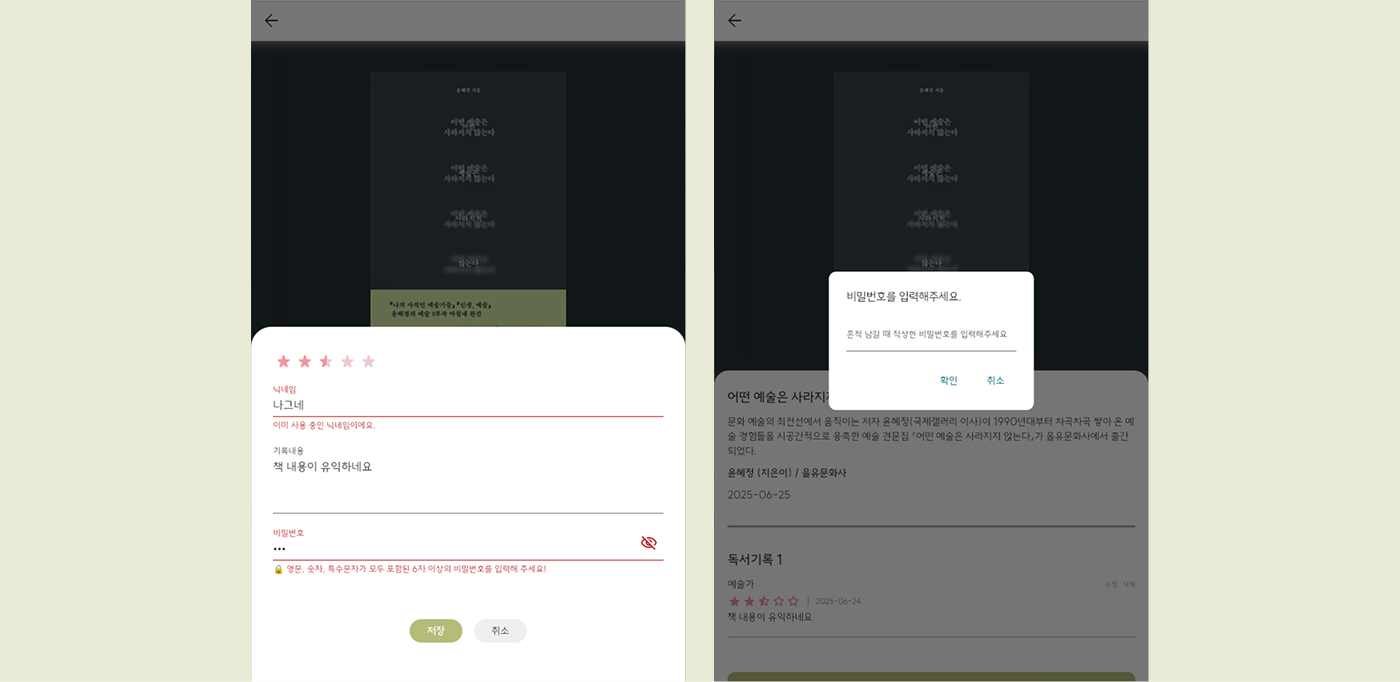 윤혜정 지음
어떤 예술은
사라지지 않는다
어떤 예술은
사라지지 않는다
어떤 예술은
사라지지 않는다
않는다
『나의 사적인 예술가들』『인생, 예술』
윤혜정의 예술 3부작 마침내 완간
닉네임
나그네
이미 사용 중인 닉네임이에요.
기록내용
책 내용이 유익하네요
비밀번호
•••
🔒 영문, 숫자, 특수문자가 모두 포함된 6자 이상의 비밀번호를 입력해 주세요!
저장
취소
윤혜정 지음
어떤 예술은
사라지지 않는다
어떤 예술은
사라지지 않는다
어떤 예술은
사라지지 않는다
않는다
비밀번호를 입력해주세요.
흔적 남길 때 작성한 비밀번호를 입력해주세요
확인
취소
어떤 예술은 사라지지
문화 예술의 최전선에서 움직이는 저자 윤혜정(국제갤러리 이사)이 1990년대부터 차곡차곡 쌓아 온 예
술 경험들을 시공간적으로 응축한 예술 견문집 『어떤 예술은 사라지지 않는다』가 을유문화사에서 출간
되었다.
윤혜정 (지은이) / 을유문화사
2025-06-25
독서기록 1
예술가
수정 삭제
| 2025-06-24
책 내용이 유익하네요